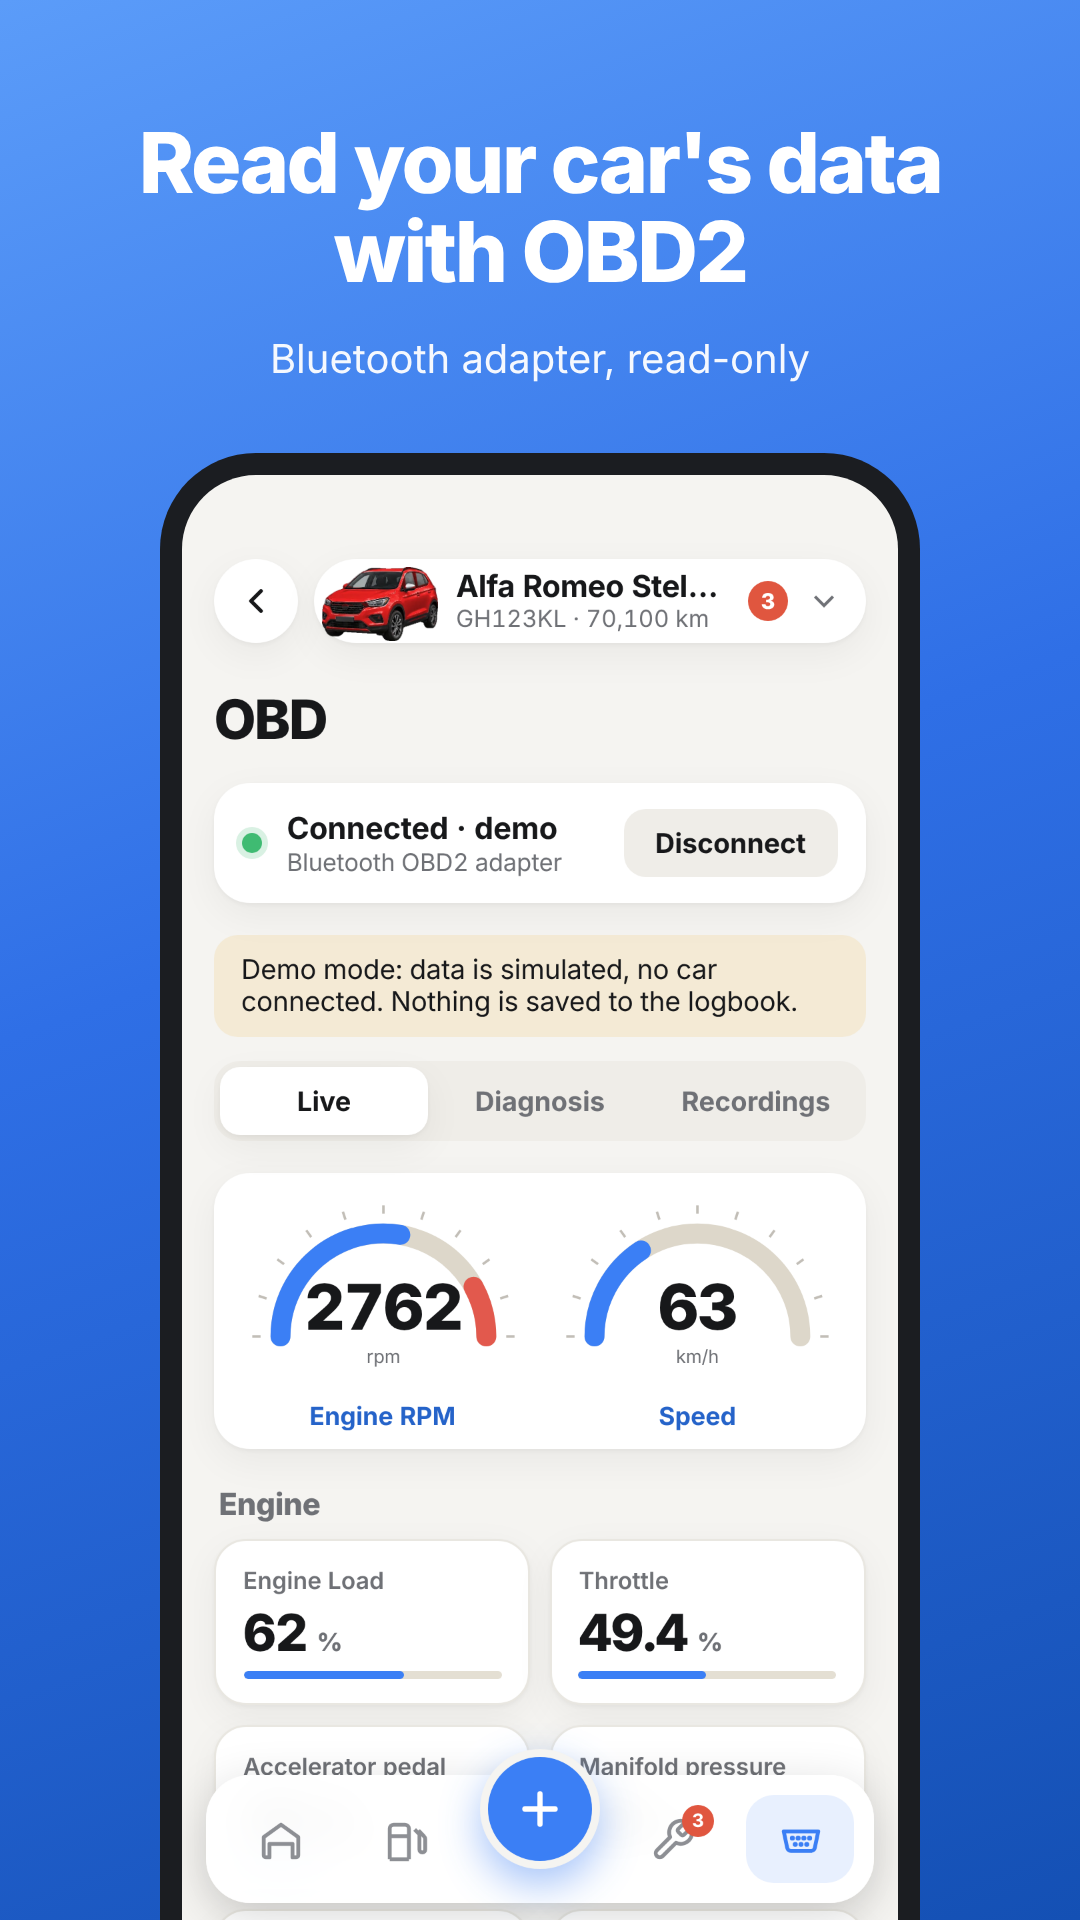 Read your car's data
with OBD2
Bluetooth adapter, read-only
Alfa Romeo Stel...
GH123KL · 70,100 km
3
OBD
Connected · demo
Bluetooth OBD2 adapter
Disconnect
Demo mode: data is simulated, no car
connected. Nothing is saved to the logbook.
Live
Diagnosis
Recordings
2762
rpm
Engine RPM
63
km/h
Speed
Engine
Engine Load
62 %
Throttle
49.4 %
Accelerator pedal
Manifold pressure
3